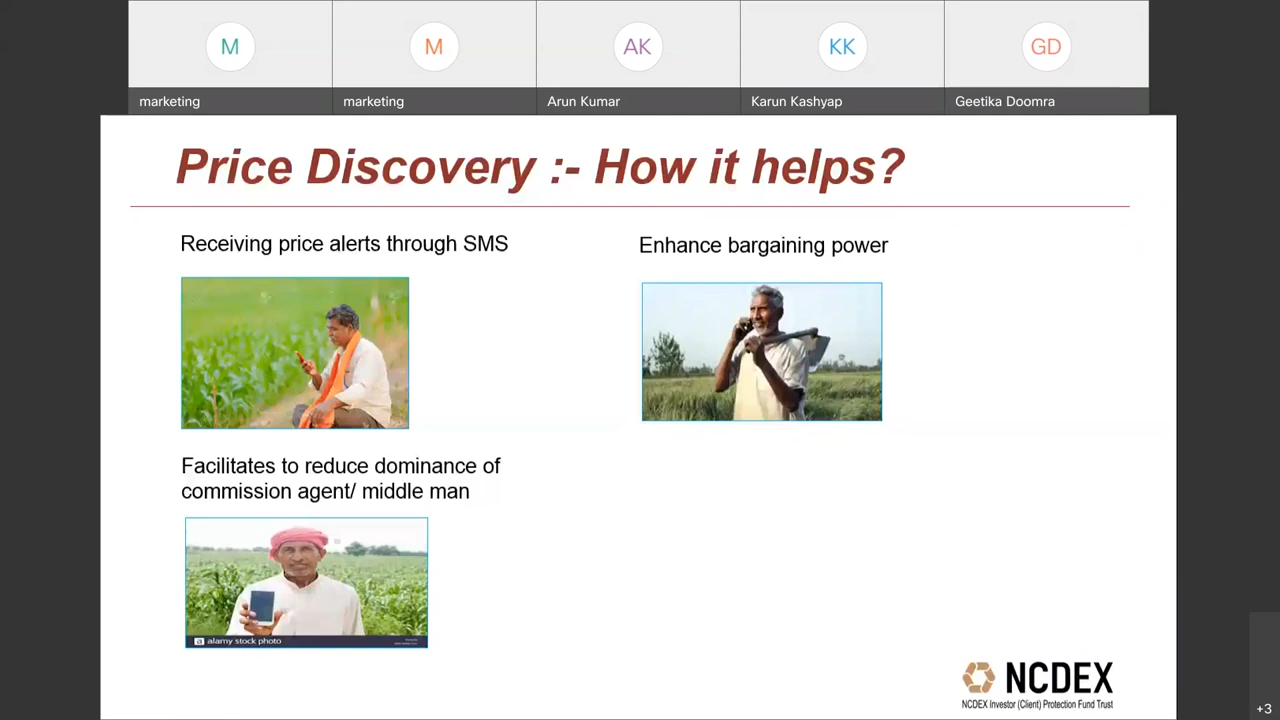 M
M
AK
KK
GD
marketing
marketing
Arun Kumar
Karun Kashyap
Geetika Doomra
Price Discovery :- How it helps?
Receiving price alerts through SMS
Enhance bargaining power
Facilitates to reduce dominance of
commission agent/ middle man
a alamy stock photo
NCDEX
NCDEX Investor (Client) Protection Fund Trust
+3